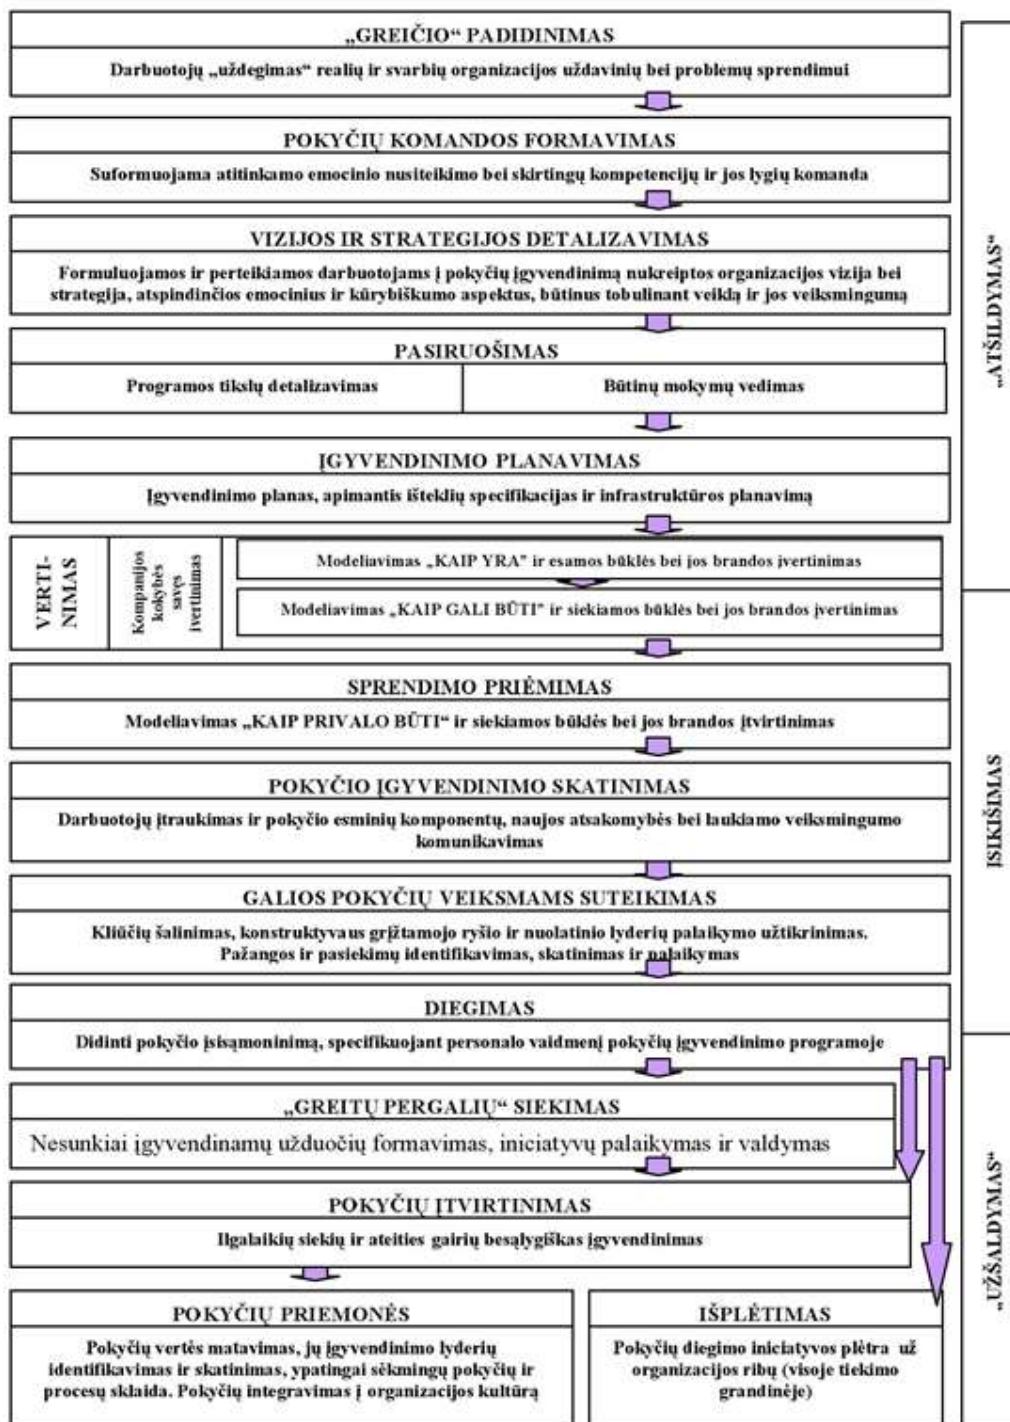 „GREIČIO“ PADIDINIMAS
Darbuotojų „uždegimas“ realių ir svarbių organizacijos uždavinių bei problemų sprendimui
POKYČIŲ KOMANDOS FORMAVIMAS
Suformuojama atitinkamo emocinio nusiteikimo bei skirtingų kompetencijų ir jos lygių komanda
VIZIJOS IR STRATEGIJOS DETALIZAVIMAS
Formuluojamos ir perteikiamos darbuotojams į pokyčių įgyvendinimą nukreiptos organizacijos vizija bei
strategija, atspindinčios emocinius ir kūrybiškumo aspektus, būtinus tobulinant veiklą ir jos veiksmingumą
PASIRUOŠIMAS
Programos tikslų detalizavimas
Būtinų mokymų vedimas
„ATŠILDYMAS“
ĮGYVENDINIMO PLANAVIMAS
Įgyvendinimo planas, apimantis išteklių specifikacijas ir infrastruktūros planavimą
VERTI-
NIMAS
Kompanijos
kokybės
savęs
įvertinimas
Modeliavimas „KAIP YRA” ir esamos būklės bei jos brandos įvertinimas
Modeliavimas „KAIP GALI BŪTI” ir siekiamos būklės bei jos brandos įvertinimas
SPRENDIMO PRIĖMIMAS
Modeliavimas „KAIP PRIVALO BŪTI“ ir siekiamos būklės bei jos brandos įtvirtinimas
POKYČIO ĮGYVENDINIMO SKATINIMAS
Darbuotojų įtraukimas ir pokyčio esminių komponentų, naujos atsakomybės bei laukiamo veiksmingumo
komunikavimas
ĮSIKIŠIMAS
GALIOS POKYČIŲ VEIKSMAMS SUTEIKIMAS
Kliūčių šalinimas, konstruktyvaus grįžtamojo ryšio ir nuolatinio lyderių palaikymo užtikrinimas.
Pažangos ir pasiekimų identifikavimas, skatinimas ir palaikymas
DIEGIMAS
Didinti pokyčio įsisąmoninimą, specifikuojant personalo vaidmenį pokyčių įgyvendinimo programoje
„GREITŲ PERGALIŲ“ SIEKIMAS
Nesunkiai įgyvendinamų užduočių formavimas, iniciatyvų palaikymas ir valdymas
POKYČIŲ ĮTVIRTINIMAS
Ilgalaikių siekių ir ateities gairių besąlygiškas įgyvendinimas
„UŽŠALDYMAS“
POKYČIŲ PRIEMONĖS
Pokyčių vertės matavimas, jų įgyvendinimo lyderių
identifikavimas ir skatinimas, ypatingai sėkmingų pokyčių ir
procesų sklaida. Pokyčių integravimas į organizacijos kultūrą
IŠPLĖTIMAS
Pokyčių diegimo iniciatyvos plėtra už
organizacijos ribų (visoje tiekimo
grandinėje)